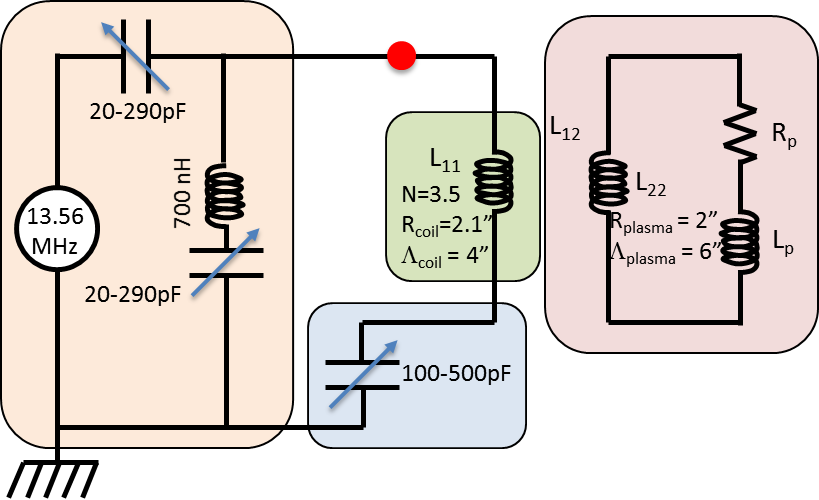 20-290pF
700 nH
13.56
MHz
20-290pF
L11
N=3.5
Rcoil=2.1”
Λcoil = 4”
100-500pF
L12
L22
Rplasma = 2”
Λplasma = 6”
Rp
Lp